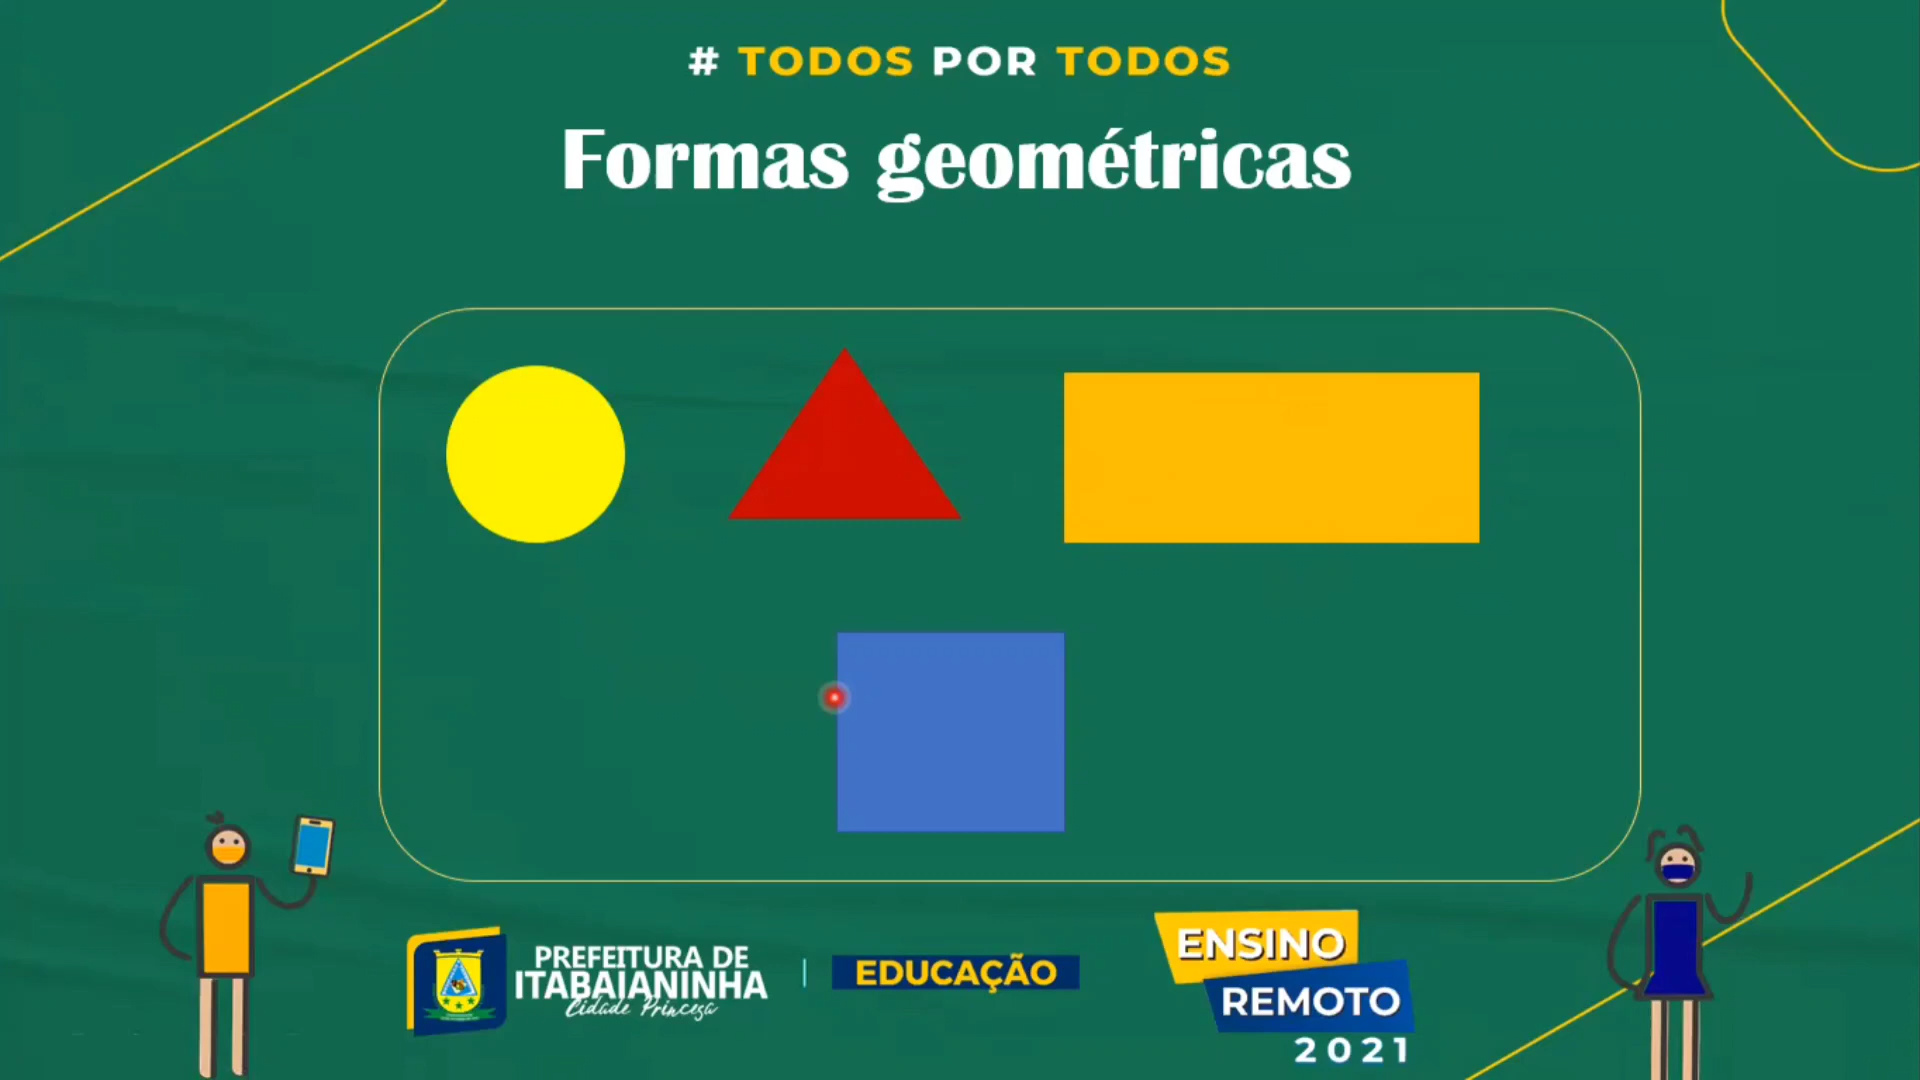 # TODOS POR TODOS
Formas geométricas
PREFEITURA DE
ITABAIANINHA
Cidade Princesa
EDUCAÇÃO
ENSINO
REMOTO
2021